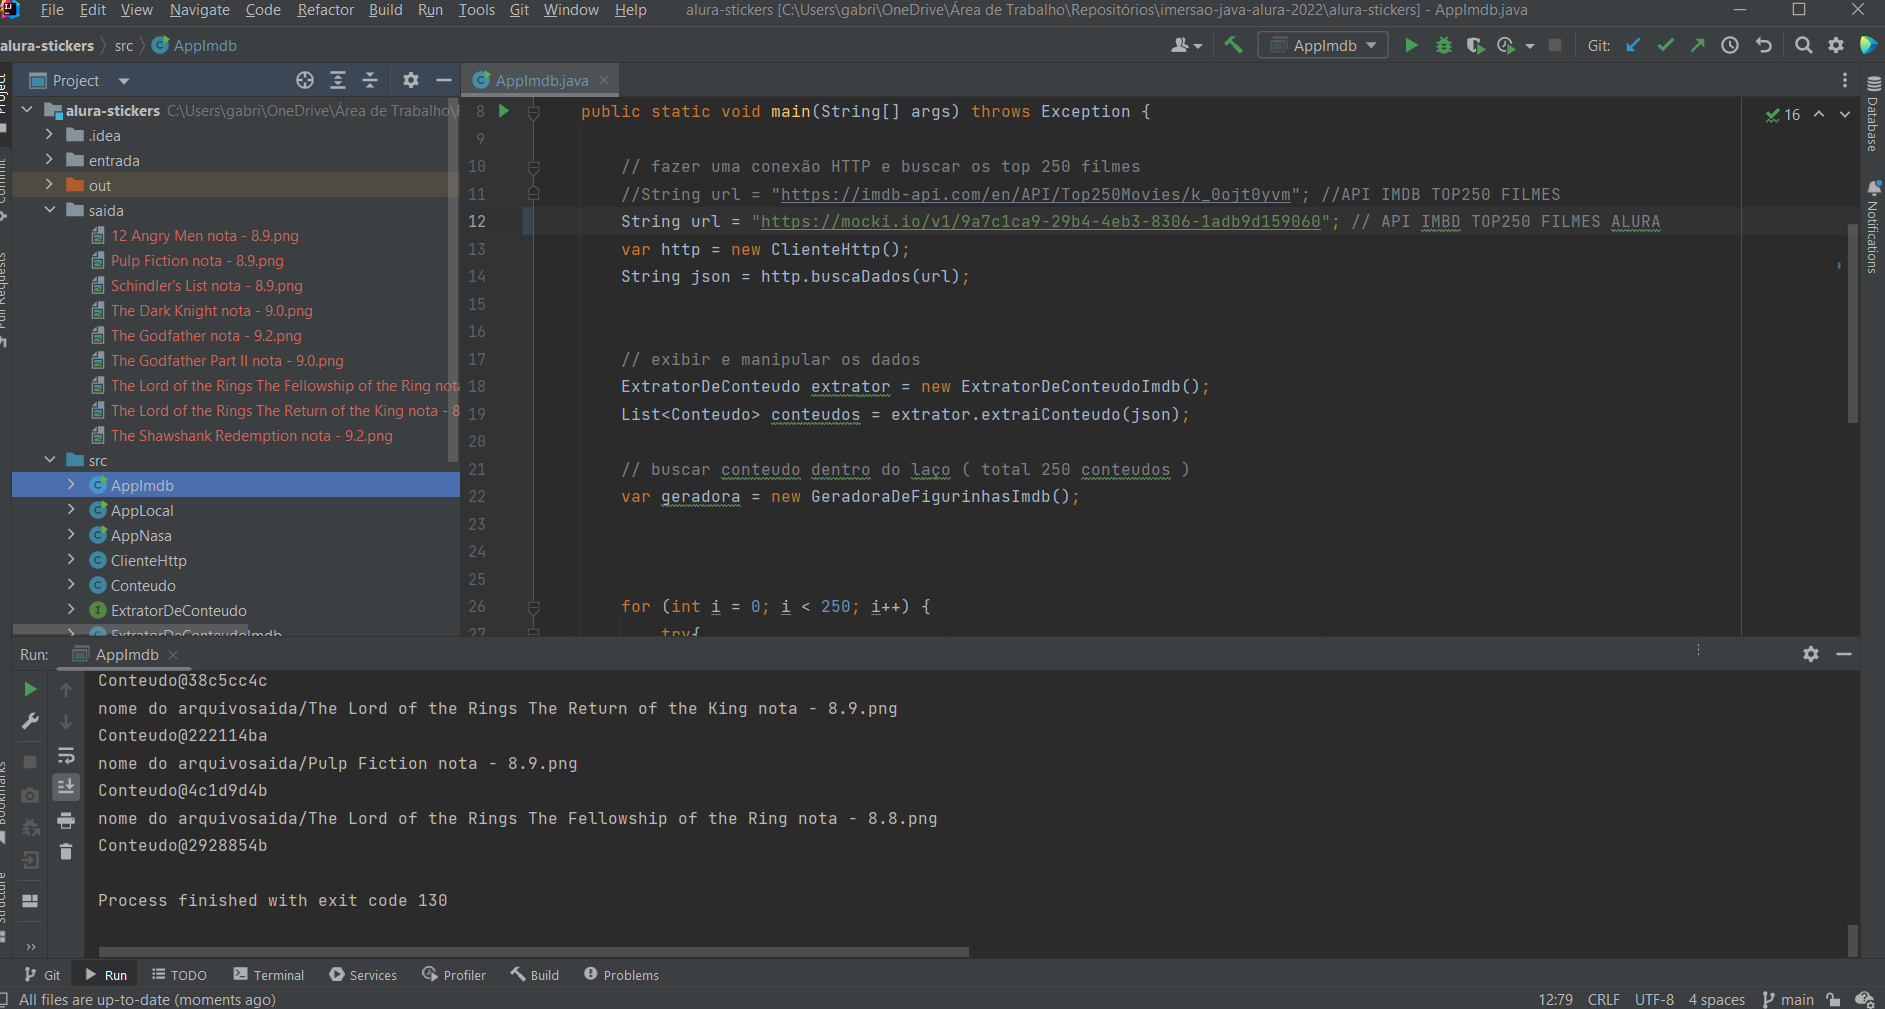 File Edit View Navigate Code Refactor Build Run Tools Git Window Help alura-stickers [C:\Users\gabri\OneDrive\Área de Trabalho\Repositórios\imersao-java-alura-2022\alura-stickers] - AppImdb.java
alura-stickers src AppImdb
AppImdb Git:
Project
AppImdb.java
Project
Commit
Pull Requests
Bookmarks
Structure
alura-stickers C:\Users\gabri\OneDrive\Área de Trabalho\
.idea
entrada
out
saida
12 Angry Men nota - 8.9.png
Pulp Fiction nota - 8.9.png
Schindler's List nota - 8.9.png
The Dark Knight nota - 9.0.png
The Godfather nota - 9.2.png
The Godfather Part II nota - 9.0.png
The Lord of the Rings The Fellowship of the Ring nota
The Lord of the Rings The Return of the King nota - 8
The Shawshank Redemption nota - 9.2.png
src
AppImdb
AppLocal
AppNasa
ClienteHttp
Conteudo
ExtratorDeConteudo
ExtratorDeConteudoImdb
8 public static void main(String[] args) throws Exception {
9
10 // fazer uma conexão HTTP e buscar os top 250 filmes
11 //String url = "https://imdb-api.com/en/API/Top250Movies/k_0ojt0yvm"; //API IMDB TOP250 FILMES
12 String url = "https://mocki.io/v1/9a7c1ca9-29b4-4eb3-8306-1adb9d159060"; // API IMBD TOP250 FILMES ALURA
13 var http = new ClienteHttp();
14 String json = http.buscaDados(url);
15
16
17 // exibir e manipular os dados
18 ExtratorDeConteudo extrator = new ExtratorDeConteudoImdb();
19 List<Conteudo> conteudos = extrator.extraiConteudo(json);
20
21 // buscar conteudo dentro do laço ( total 250 conteudos )
22 var geradora = new GeradoraDeFigurinhasImdb();
23
24
25
26 for (int i = 0; i < 250; i++) {
27 try{
16
Database
Notifications
Run: AppImdb
Conteudo@38c5cc4c
nome do arquivosaida/The Lord of the Rings The Return of the King nota - 8.9.png
Conteudo@222114ba
nome do arquivosaida/Pulp Fiction nota - 8.9.png
Conteudo@4c1d9d4b
nome do arquivosaida/The Lord of the Rings The Fellowship of the Ring nota - 8.8.png
Conteudo@2928854b
Process finished with exit code 130
Git Run TODO Terminal Services Profiler Build Problems
All files are up-to-date (moments ago) 12:79 CRLF UTF-8 4 spaces main